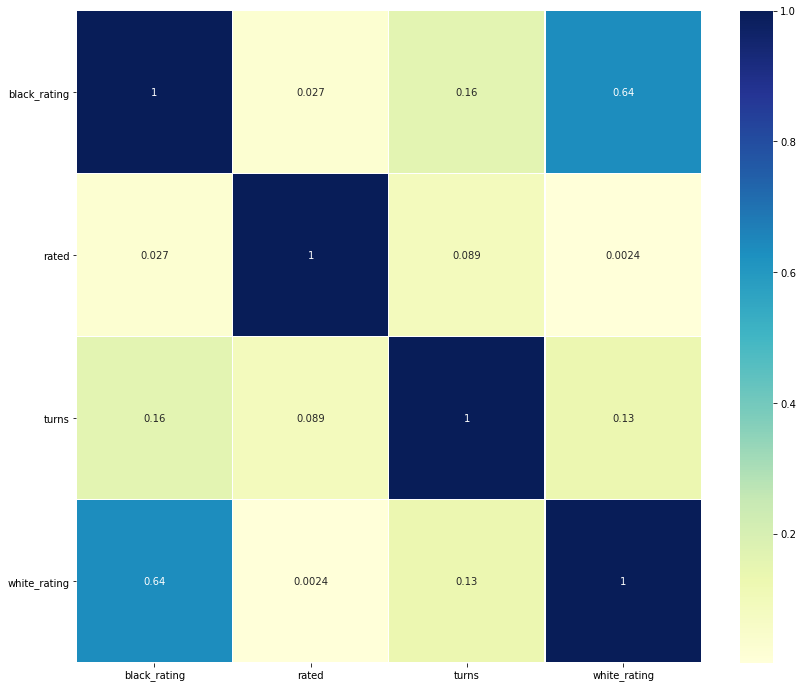 1.0
black_rating 1 0.027 0.16 0.64
0.8
rated 0.027 1 0.089 0.0024
0.6
0.4
turns 0.16 0.089 1 0.13
0.2
white_rating 0.64 0.0024 0.13 1
black_rating rated turns white_rating